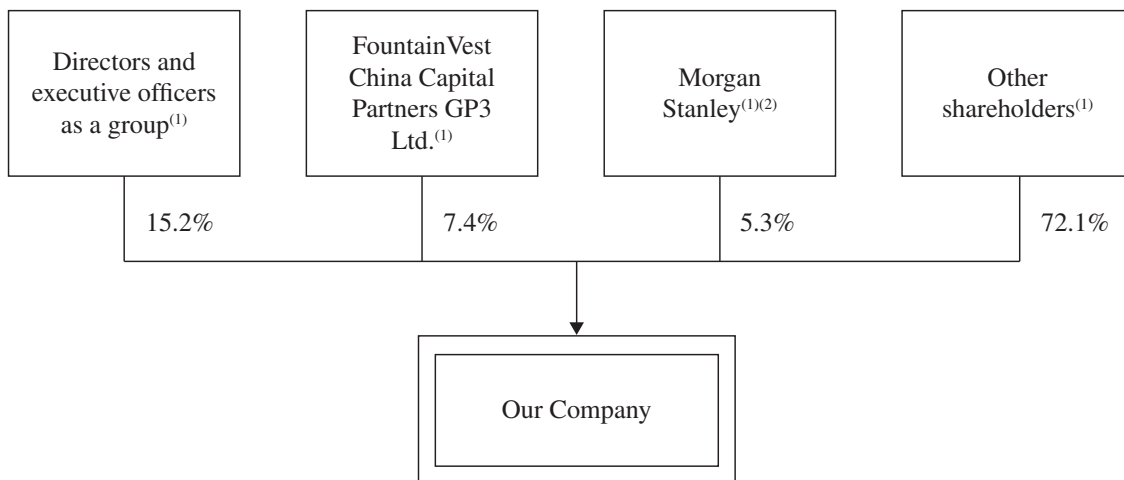 Directors and
executive officers
as a group(1)
FountainVest
China Capital
Partners GP3
Ltd.(1)
Morgan
Stanley(1)(2)
Other
shareholders(1)
15.2%
7.4%
5.3%
72.1%
Our Company